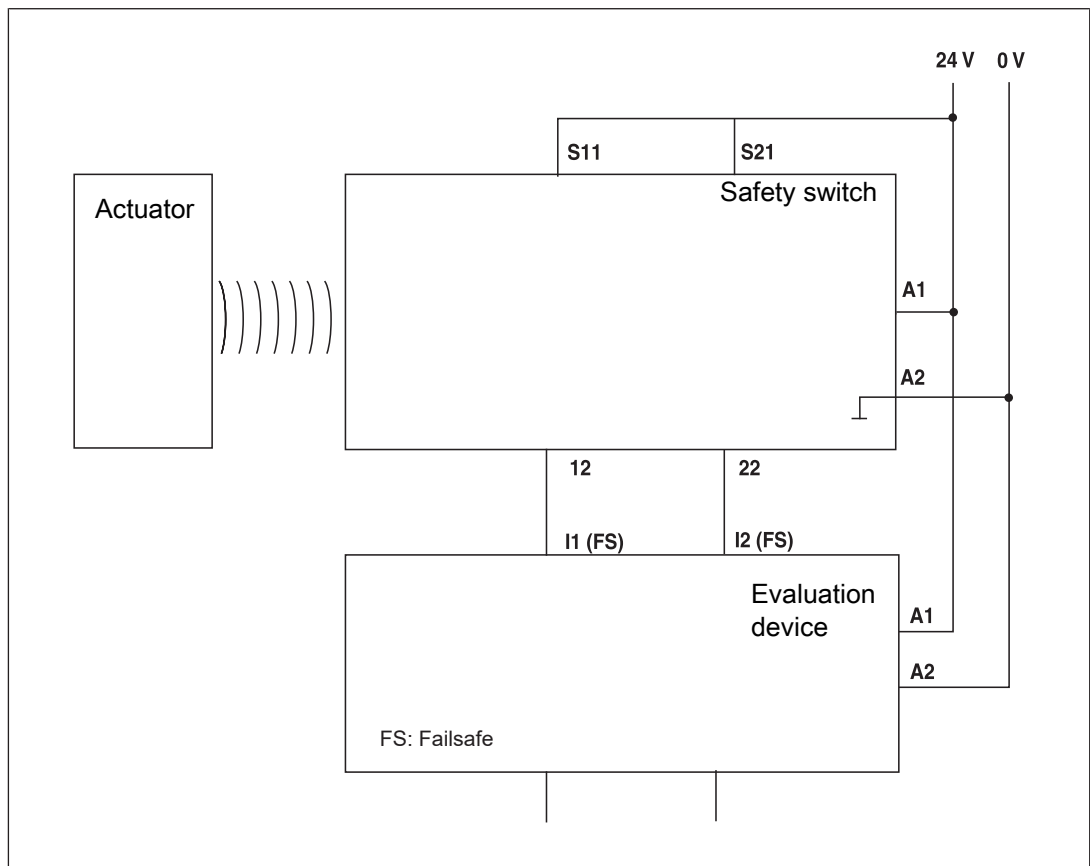 24 V 0 V
S11 S21
Safety switch
Actuator
A1
A2
12 22
I1 (FS) I2 (FS)
Evaluation
device
A1
A2
FS: Failsafe